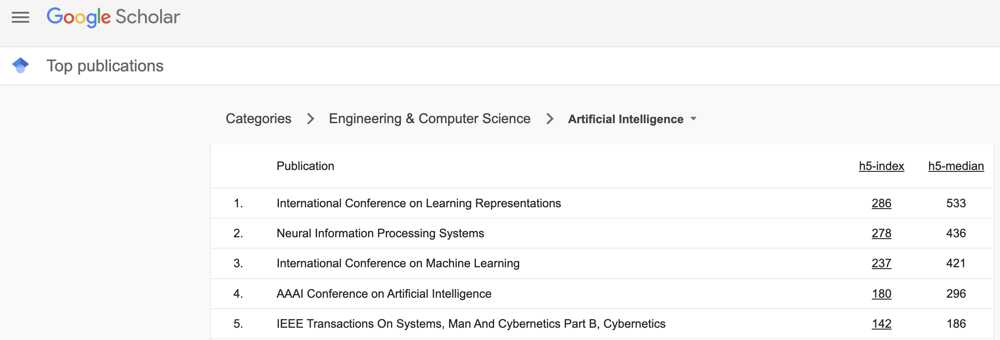 Google Scholar
Top publications
Categories Engineering & Computer Science Artificial Intelligence
Publication h5-index h5-median
1. International Conference on Learning Representations 286 533
2. Neural Information Processing Systems 278 436
3. International Conference on Machine Learning 237 421
4. AAAI Conference on Artificial Intelligence 180 296
5. IEEE Transactions On Systems, Man And Cybernetics Part B, Cybernetics 142 186